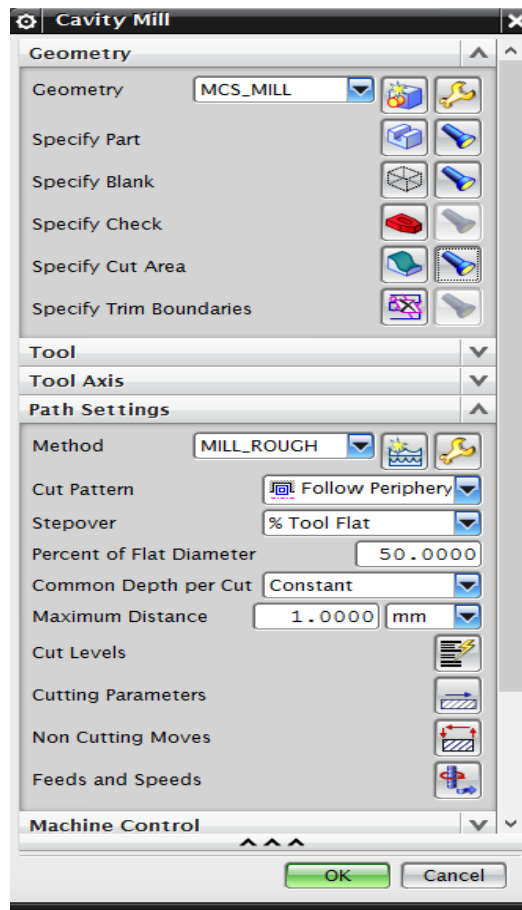 Cavity Mill
Geometry
Geometry MCS_MILL
Specify Part
Specify Blank
Specify Check
Specify Cut Area
Specify Trim Boundaries
Tool
Tool Axis
Path Settings
Method MILL_ROUGH
Cut Pattern Follow Periphery
Stepover % Tool Flat
Percent of Flat Diameter 50.0000
Common Depth per Cut Constant
Maximum Distance 1.0000 mm
Cut Levels
Cutting Parameters
Non Cutting Moves
Feeds and Speeds
Machine Control
OK Cancel